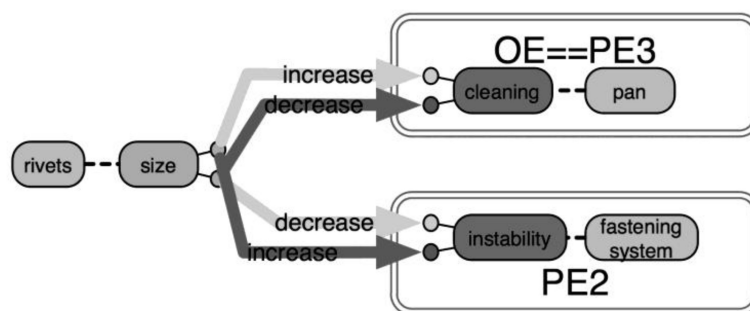 OE==PE3
increase
cleaning
pan
decrease
rivets
size
decrease
instability
fastening
system
increase
PE2